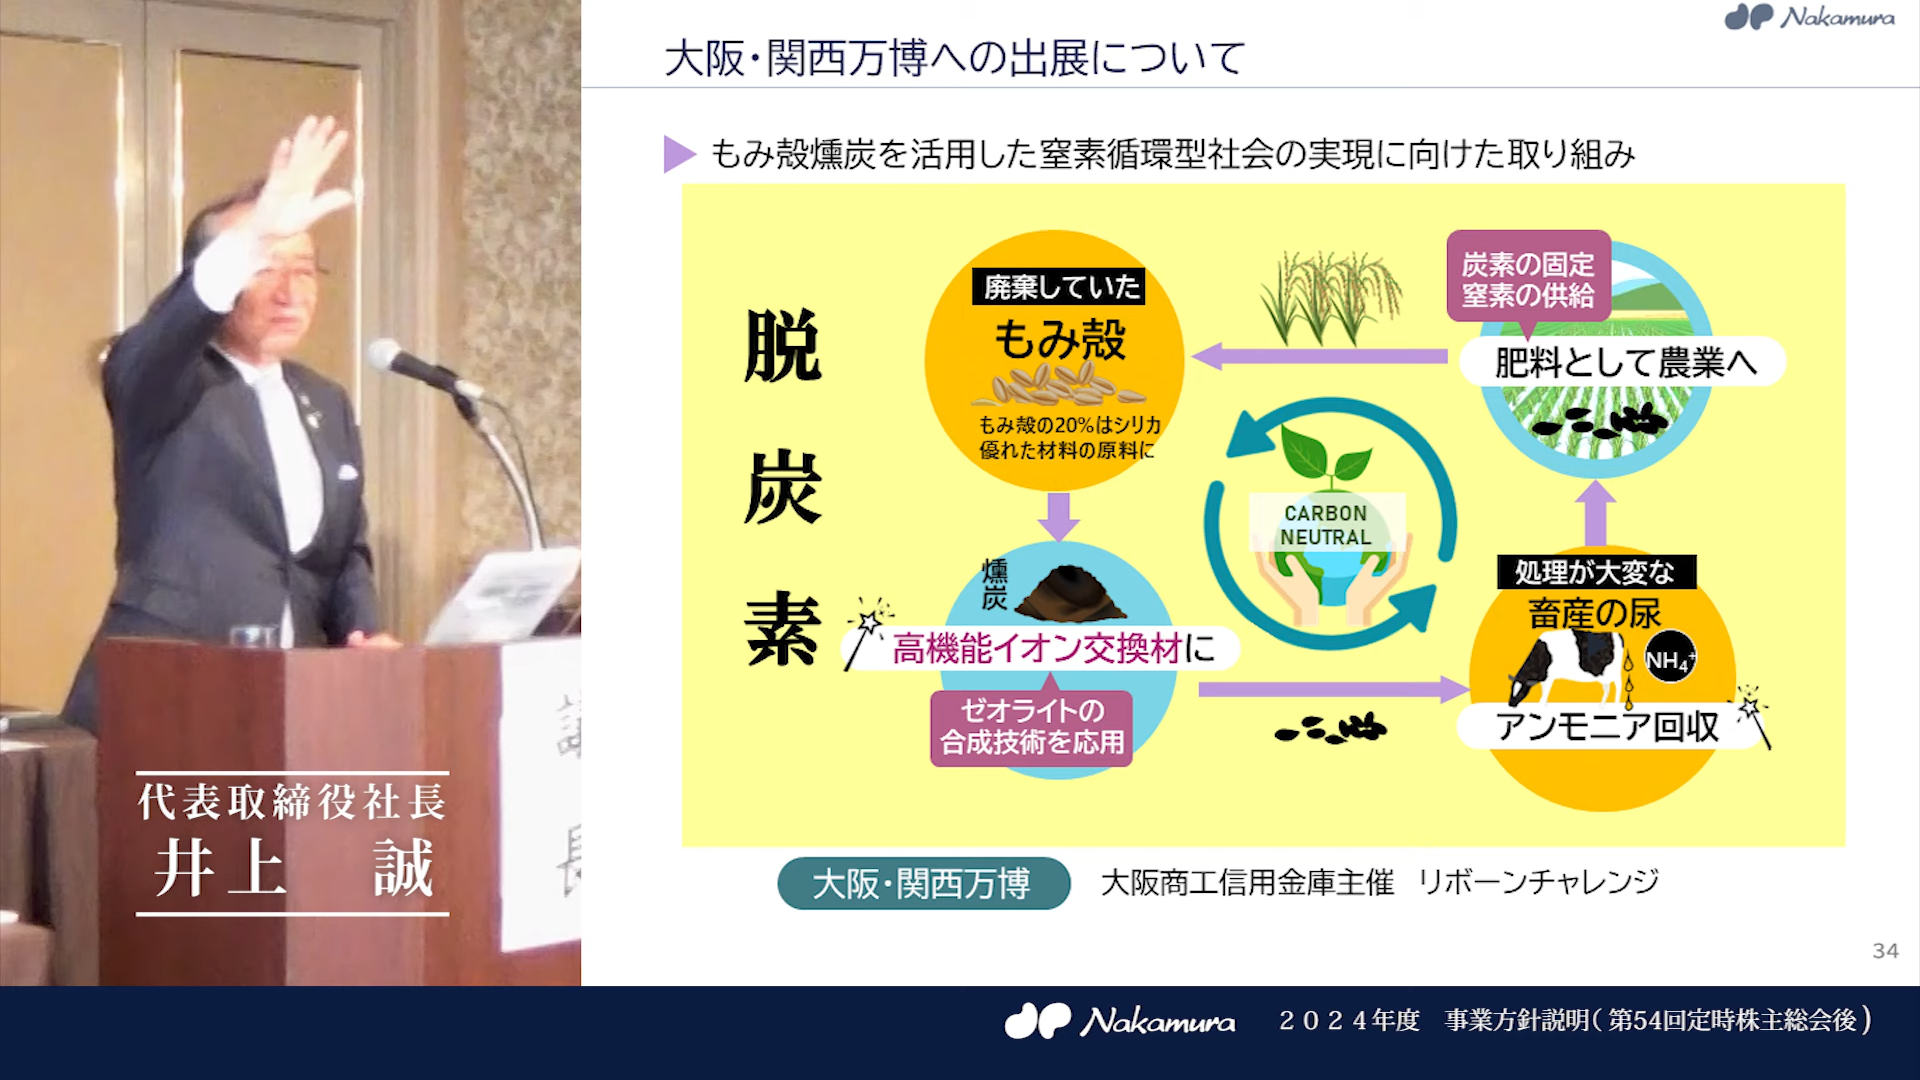 Nakamura
大阪・関西万博への出展について
もみ殻燻炭を活用した窒素循環型社会の実現に向けた取り組み
脱炭素
廃棄していた
もみ殻
もみ殻の20%はシリカ
優れた材料の原料に
炭素の固定
窒素の供給
肥料として農業へ
CARBON
NEUTRAL
燻炭
高機能イオン交換材に
ゼオライトの
合成技術を応用
処理が大変な
畜産の尿
NH₄⁺
アンモニア回収
大阪・関西万博
大阪商工信用金庫主催 リボーンチャレンジ
34
議長
代表取締役社長
井上 誠
Nakamura
2024年度 事業方針説明(第54回定時株主総会後)